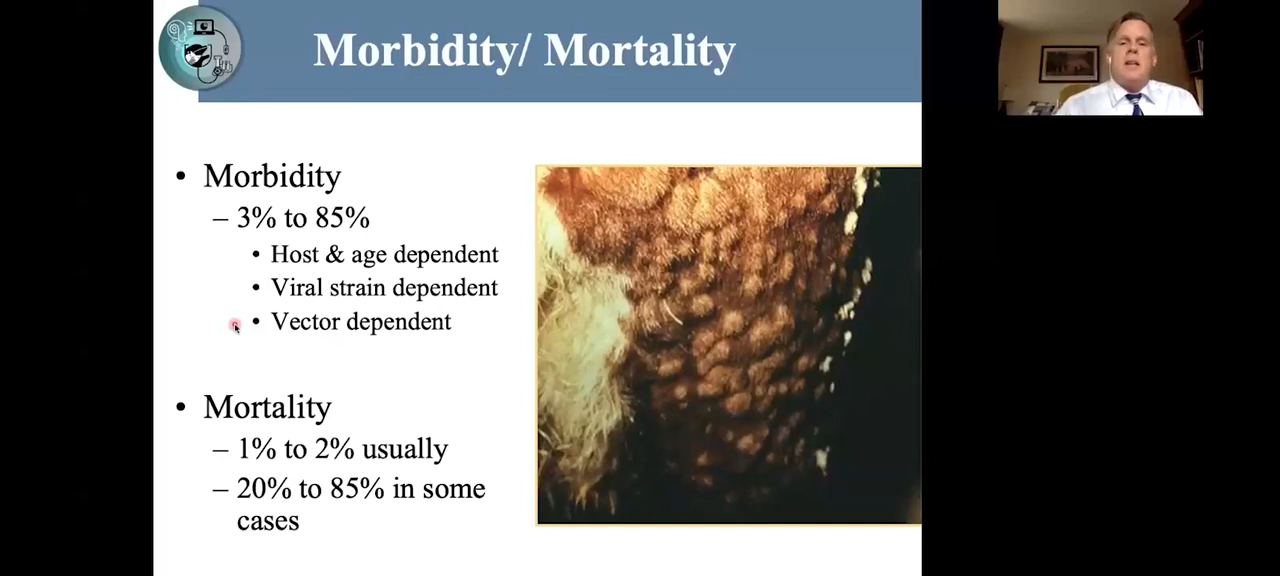 Morbidity/ Mortality
• Morbidity
– 3% to 85%
• Host & age dependent
• Viral strain dependent
• Vector dependent
• Mortality
– 1% to 2% usually
– 20% to 85% in some
cases